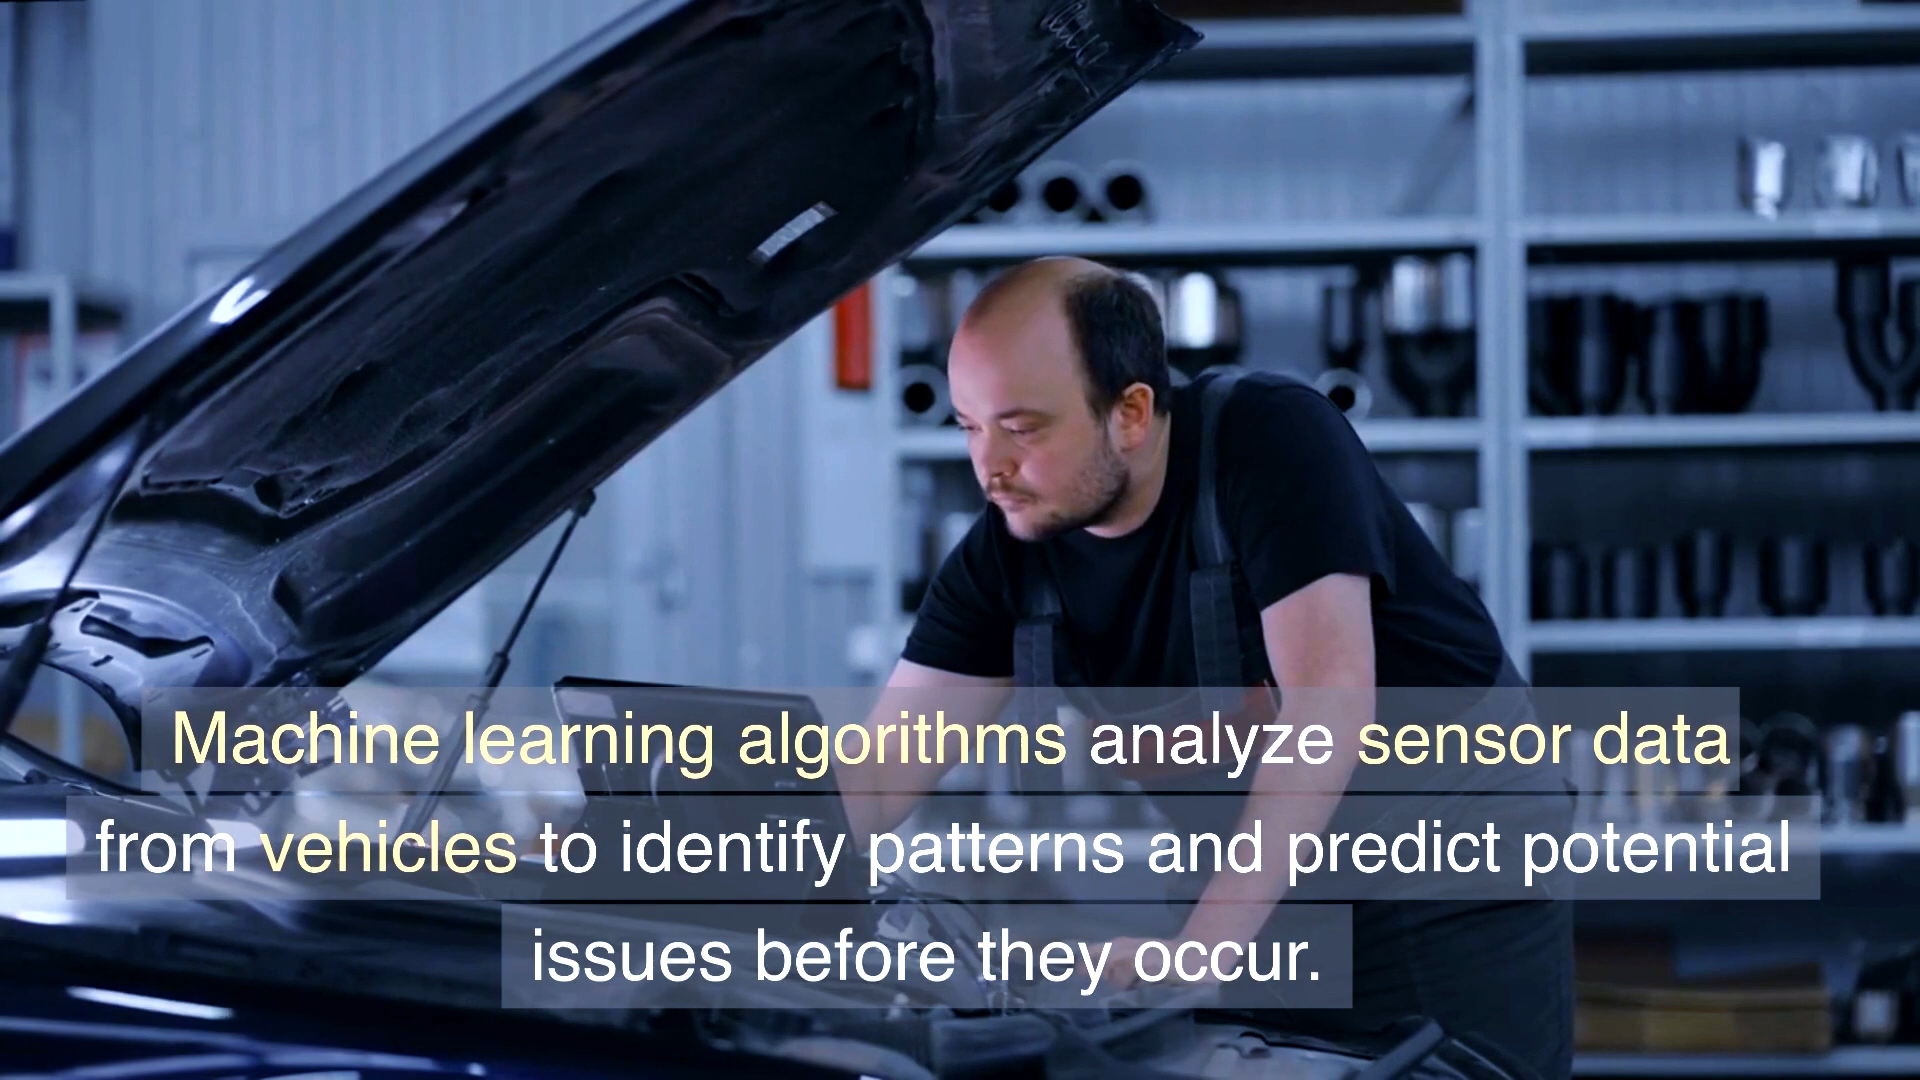 Machine learning algorithms analyze sensor data
from vehicles to identify patterns and predict potential
issues before they occur.